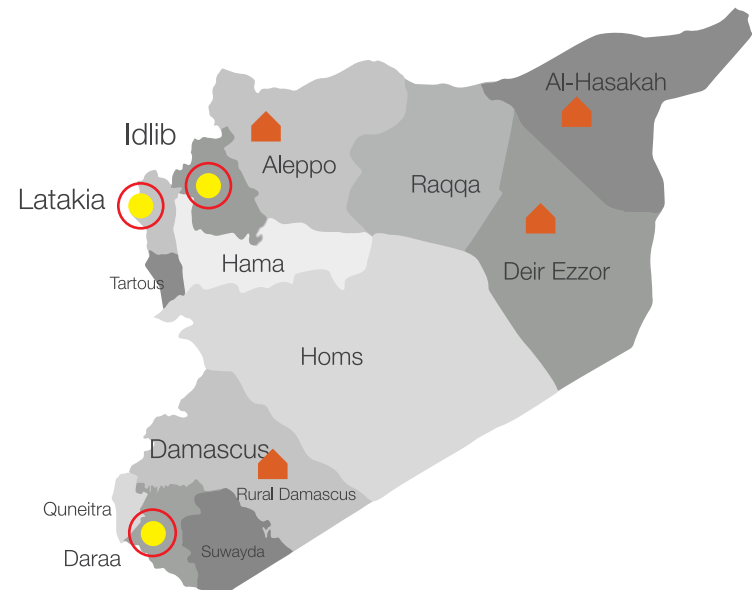 Al-Hasakah
Idlib
Aleppo
Raqqa
Latakia
Hama
Deir Ezzor
Tartous
Homs
Damascus
Rural Damascus
Quneitra
Suwayda
Daraa